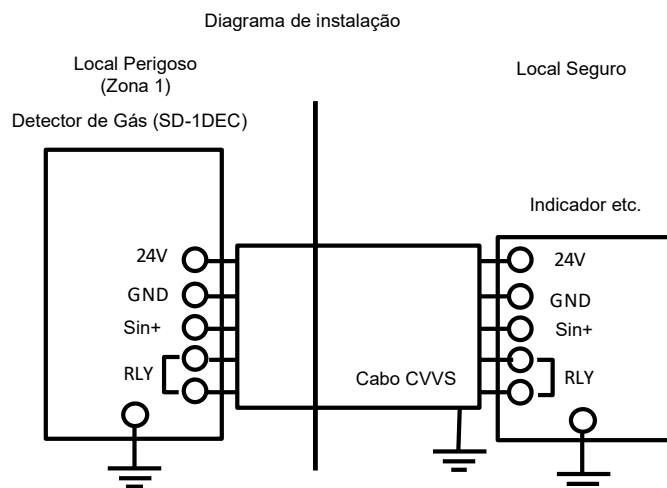 Diagrama de instalação
Local Perigoso
(Zona 1)
Local Seguro
Detector de Gás (SD-1DEC)
Indicador etc.
24V
GND
Sin+
RLY
Cabo CVVS
24V
GND
Sin+
RLY